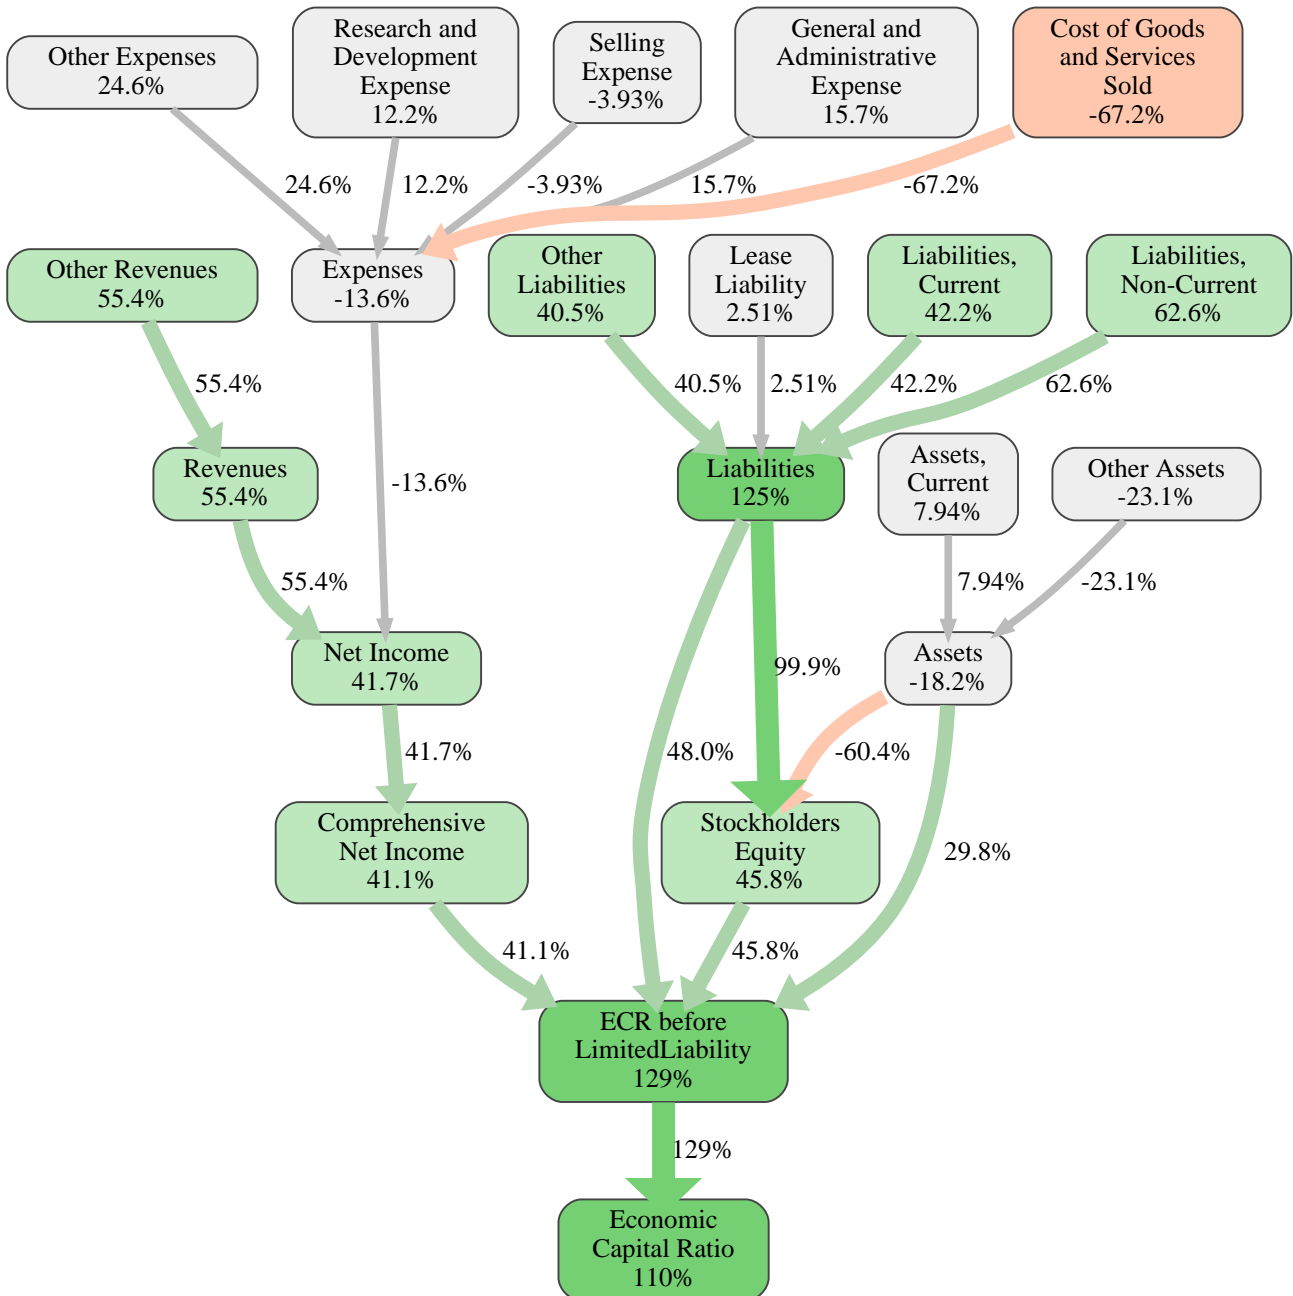 Other Expenses
24.6%
Research and
Development
Expense
12.2%
Selling
Expense
-3.93%
General and
Administrative
Expense
15.7%
Cost of Goods
and Services
Sold
-67.2%
24.6%
12.2%
-3.93%
15.7%
-67.2%
Other Revenues
55.4%
Expenses
-13.6%
Other
Liabilities
40.5%
Lease
Liability
2.51%
Liabilities,
Current
42.2%
Liabilities,
Non-Current
62.6%
55.4%
40.5%
2.51%
42.2%
62.6%
Revenues
55.4%
-13.6%
Liabilities
125%
Assets,
Current
7.94%
Other Assets
-23.1%
55.4%
7.94%
-23.1%
Net Income
41.7%
99.9%
Assets
-18.2%
41.7%
48.0%
-60.4%
Comprehensive
Net Income
41.1%
Stockholders
Equity
45.8%
29.8%
41.1%
45.8%
ECR before
LimitedLiability
129%
129%
Economic
Capital Ratio
110%